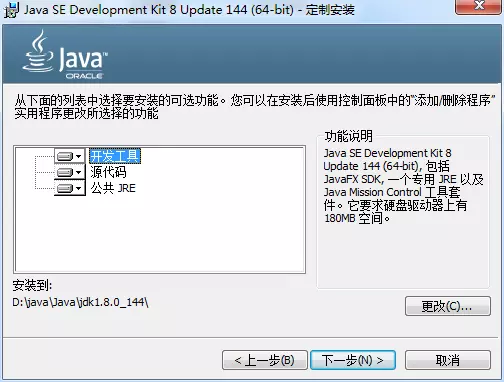 Java SE Development Kit 8 Update 144 (64-bit) - 定制安装
Java
ORACLE
从下面的列表中选择要安装的可选功能。您可以在安装后使用控制面板中的“添加/删除程序”
实用程序更改所选择的功能
开发工具
源代码
公共 JRE
功能说明
Java SE Development Kit 8
Update 144 (64-bit), 包括
JavaFX SDK, 一个专用 JRE 以及
Java Mission Control 工具套
件。它要求硬盘驱动器上有
180MB 空间。
安装到:
D:\java\Java\jdk1.8.0_144\
更改(C)...
< 上一步(B)
下一步(N) >
取消